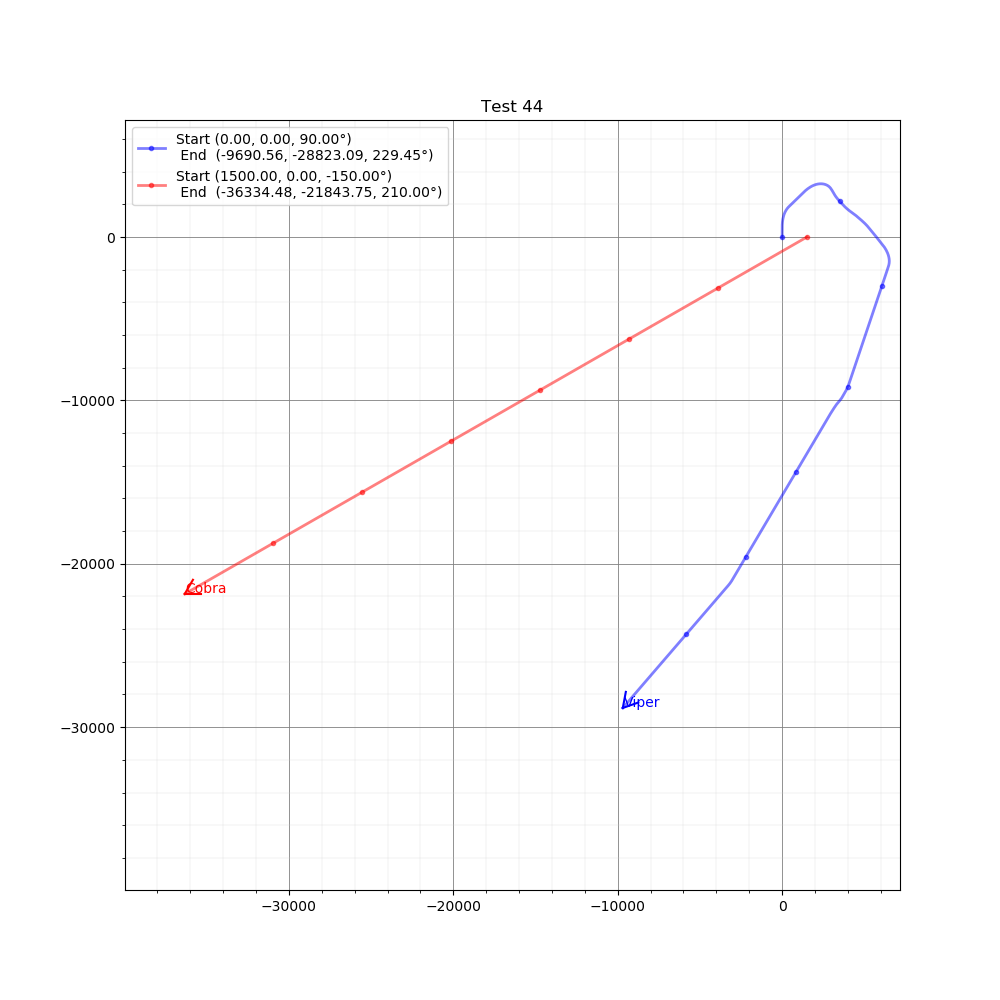 Test 44
Start (0.00, 0.00, 90.00°)
End  (-9690.56, -28823.09, 229.45°)
Start (1500.00, 0.00, -150.00°)
End  (-36334.48, -21843.75, 210.00°)
0
−10000
−20000
−30000
Cobra
Viper
−30000
−20000
−10000
0